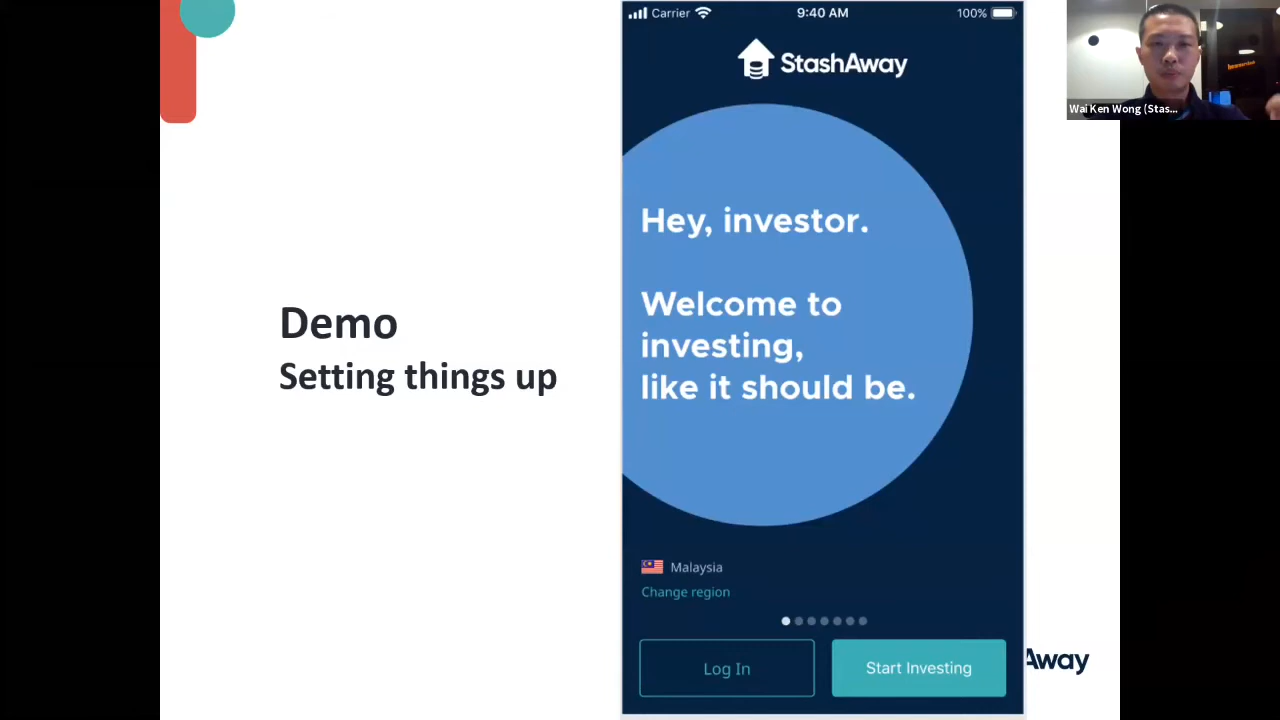 Carrier 9:40 AM 100%
StashAway
Wai Ken Wong (Stas...
Hey, investor.
Welcome to
investing,
like it should be.
Demo
Setting things up
Malaysia
Change region
Log In
Start Investing
Away